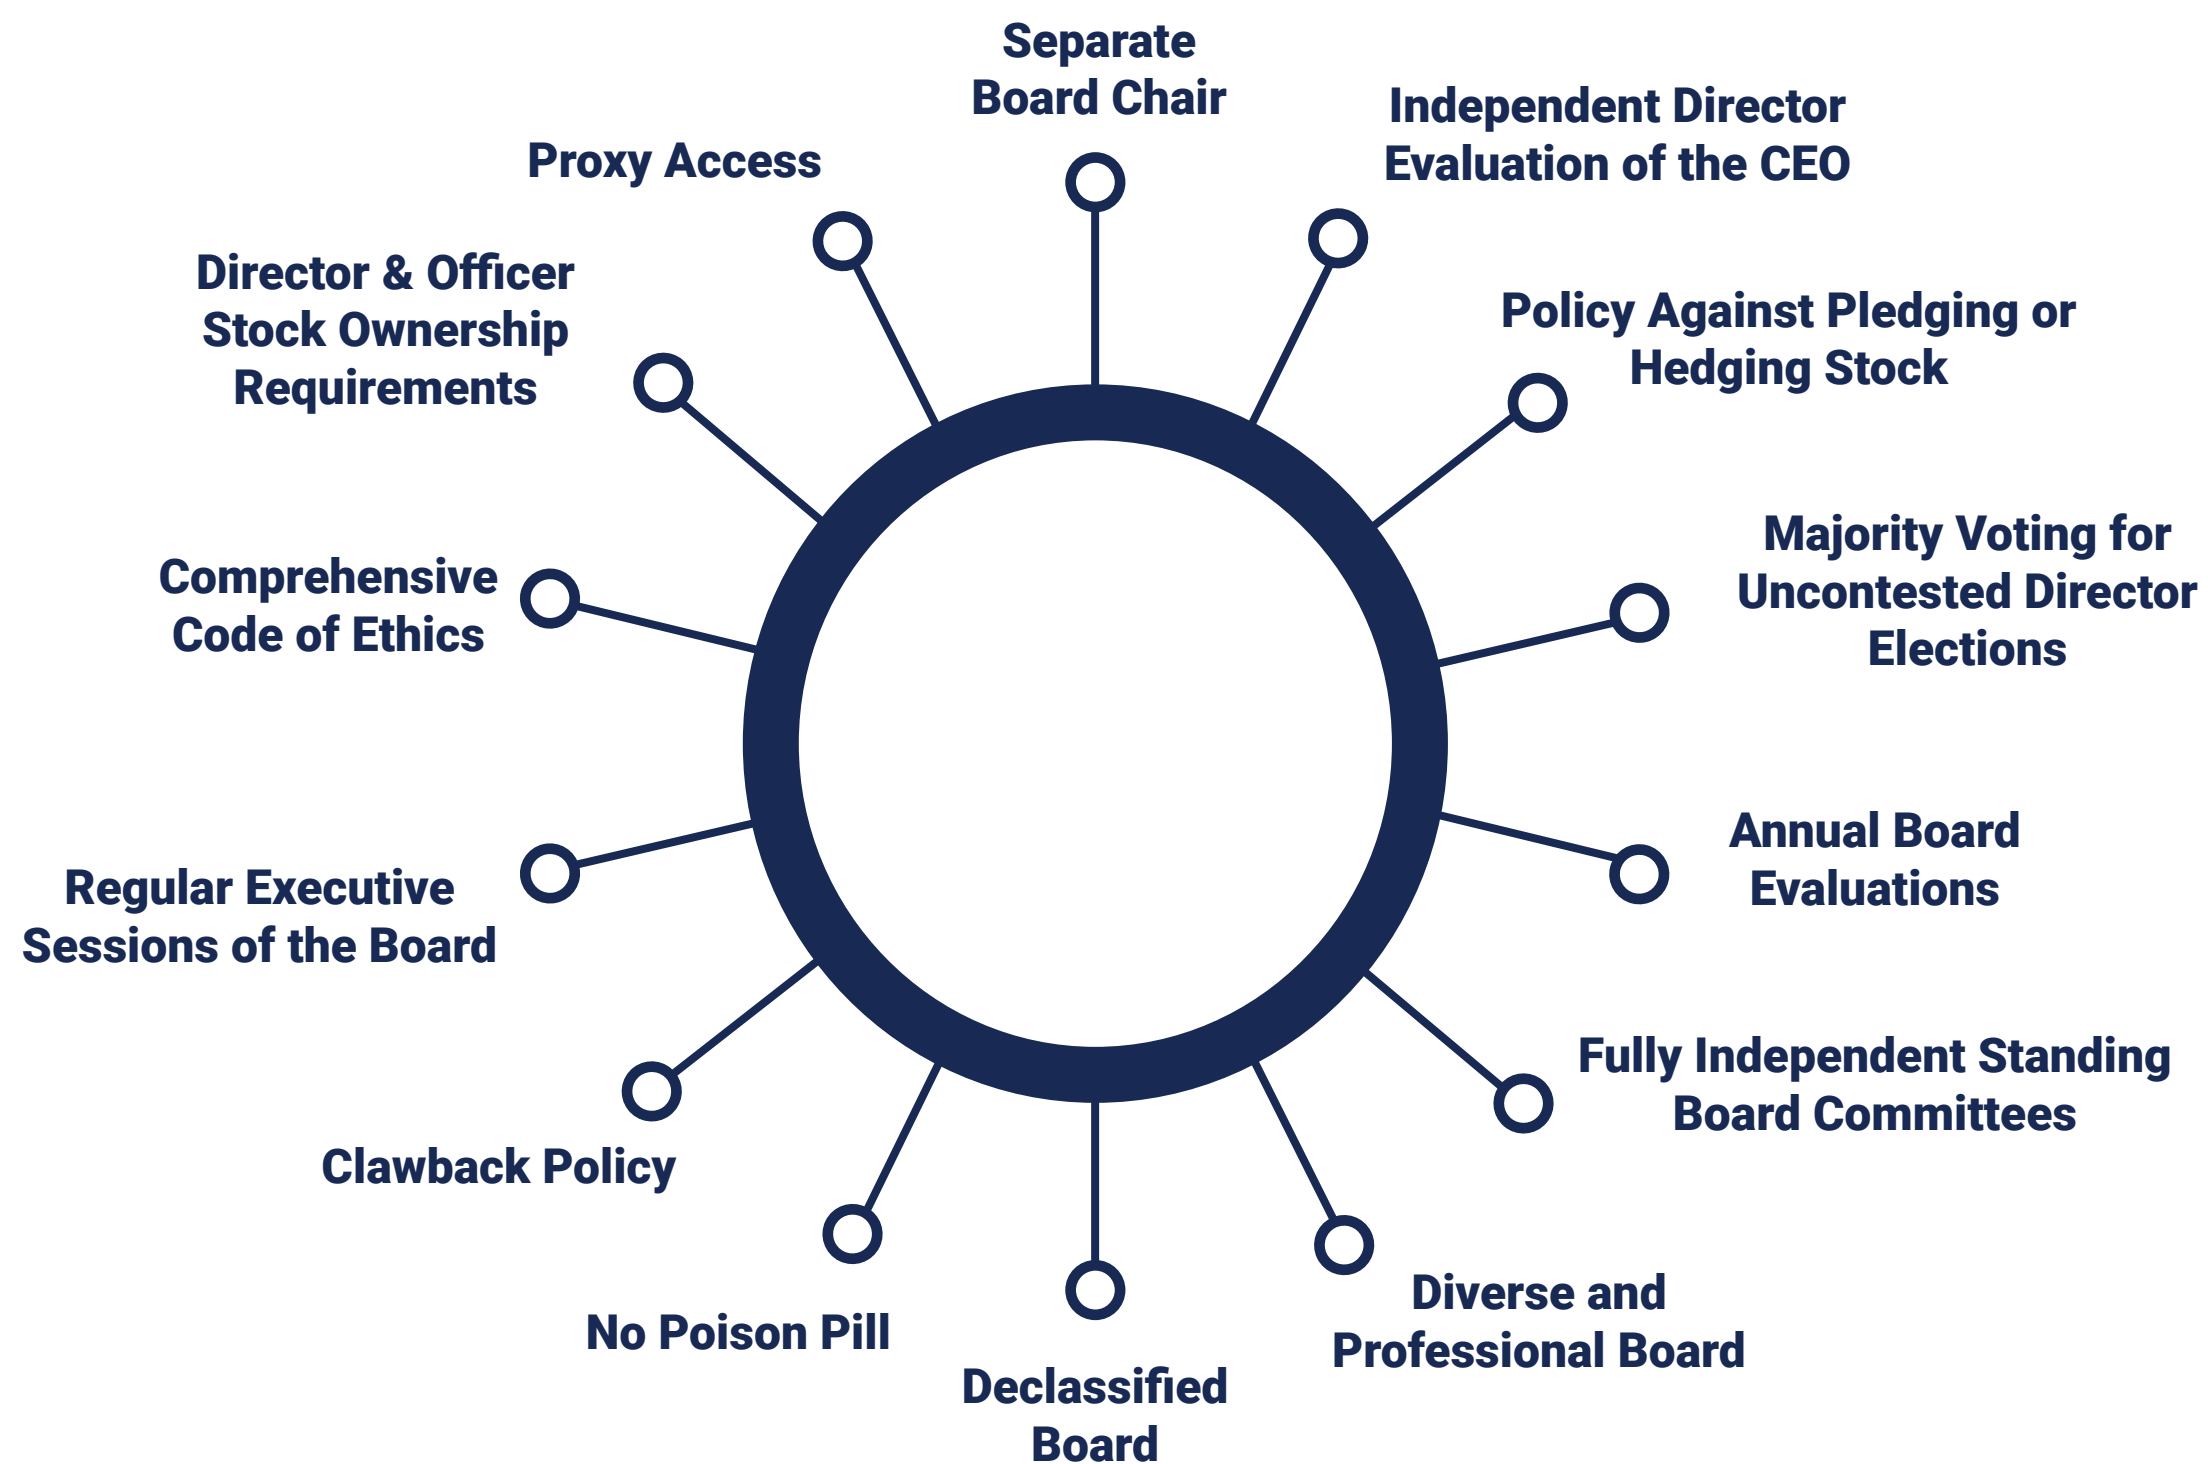 Separate
Board Chair
Independent Director
Evaluation of the CEO
Policy Against Pledging or
Hedging Stock
Majority Voting for
Uncontested Director
Elections
Annual Board
Evaluations
Fully Independent Standing
Board Committees
Diverse and
Professional Board
Declassified
Board
No Poison Pill
Clawback Policy
Regular Executive
Sessions of the Board
Comprehensive
Code of Ethics
Director & Officer
Stock Ownership
Requirements
Proxy Access